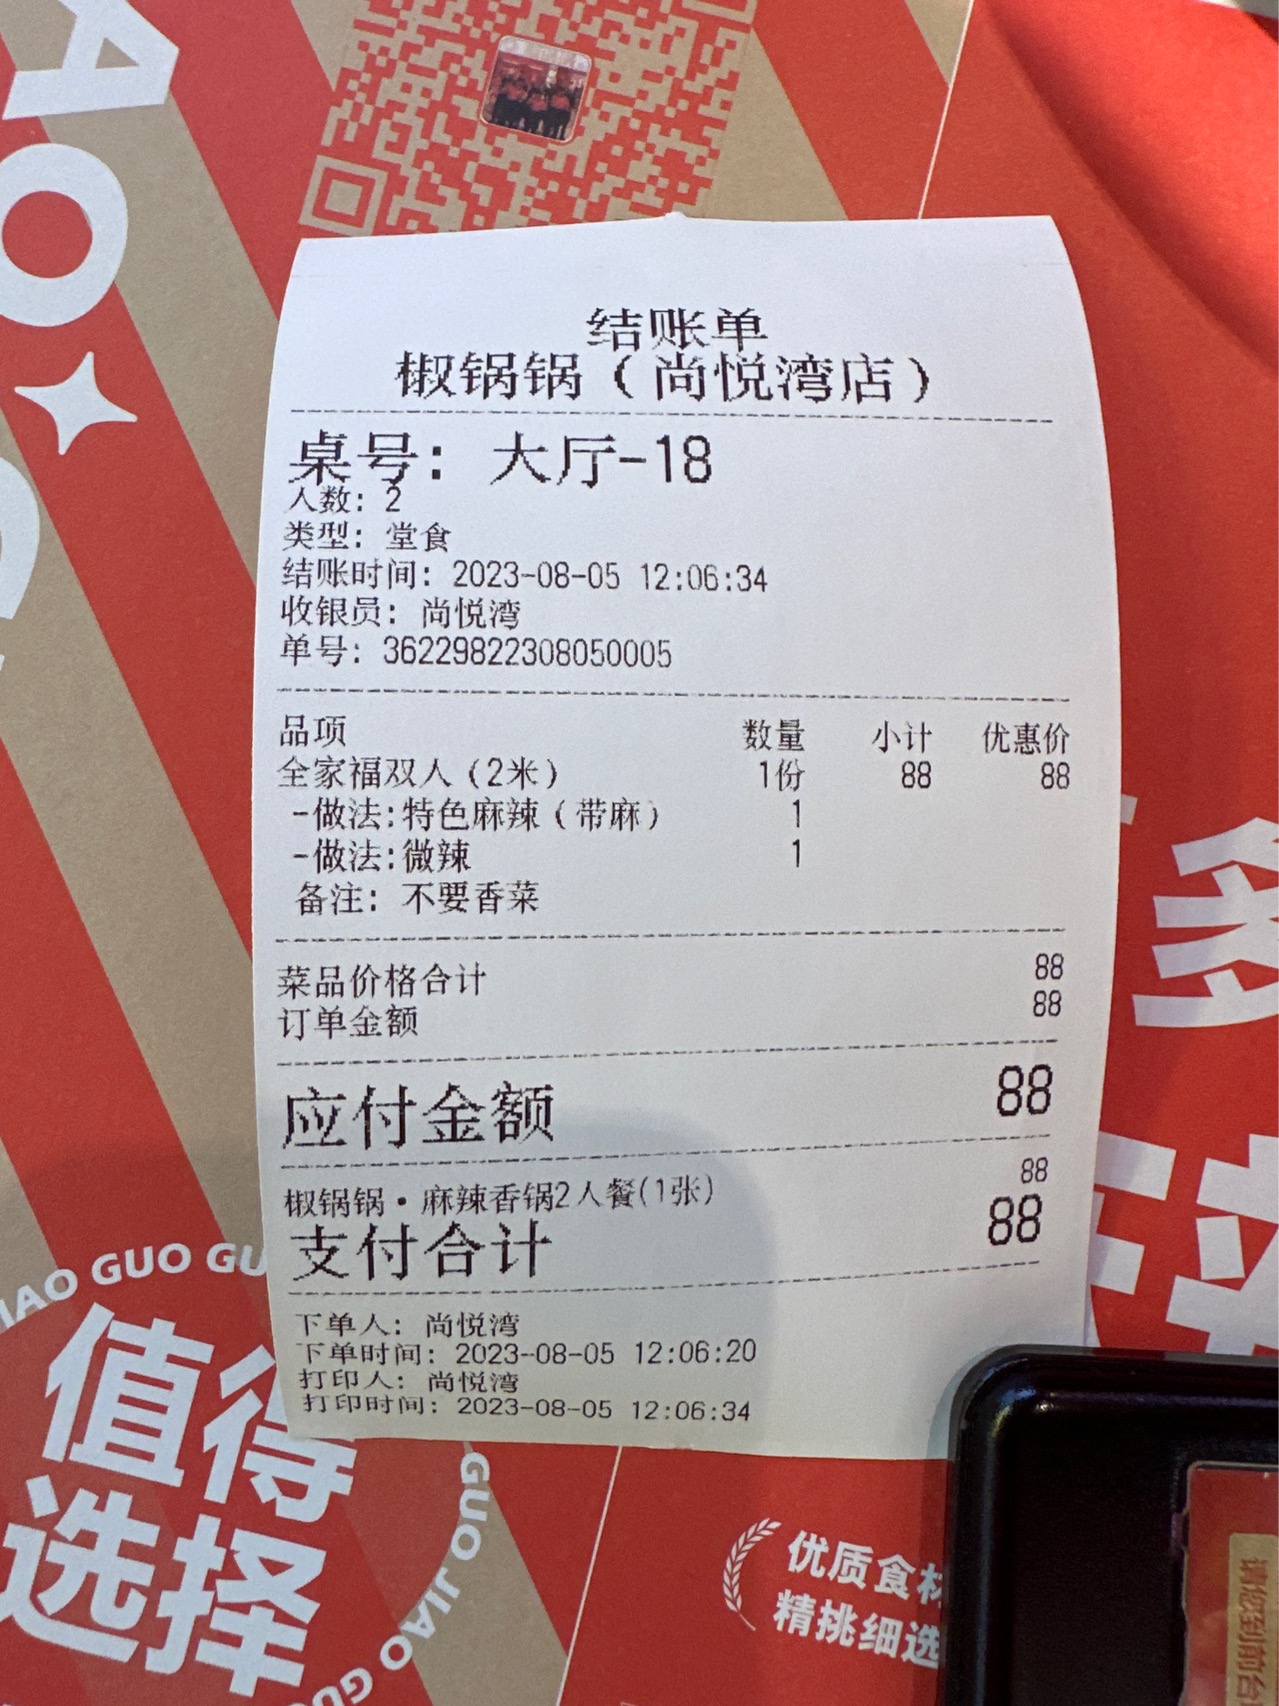 结账单
椒锅锅（尚悦湾店）
桌号： 大厅-18
人数：2
类型：堂食
结账时间：2023-08-05 12:06:34
收银员：尚悦湾
单号：36229822308050005
品项 数量 小计 优惠价
全家福双人（2米） 1份 88 88
-做法:特色麻辣（带麻） 1
-做法:微辣 1
备注：不要香菜
菜品价格合计 88
订单金额 88
应付金额 88
椒锅锅·麻辣香锅2人餐(1张) 88
支付合计 88
下单人：尚悦湾
下单时间：2023-08-05 12:06:20
打印人：尚悦湾
打印时间：2023-08-05 12:06:34
JIAO GUO GU
值得
选择
GUO JIAO GU
优质食材
精挑细选
请您到前台